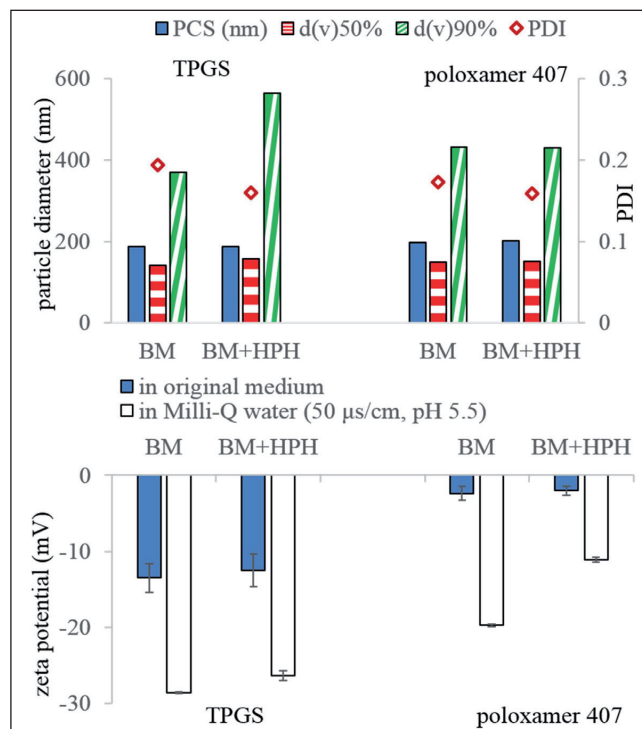 PCS (nm) d(v)50% d(v)90% PDI
TPGS poloxamer 407
particle diameter (nm)
600
400
200
0
0.3
0.2
0.1
0
PDI
BM BM+HPH BM BM+HPH
in original medium
in Milli-Q water (50 µs/cm, pH 5.5)
BM BM+HPH BM BM+HPH
zeta potential (mV)
0
-10
-20
-30
TPGS poloxamer 407